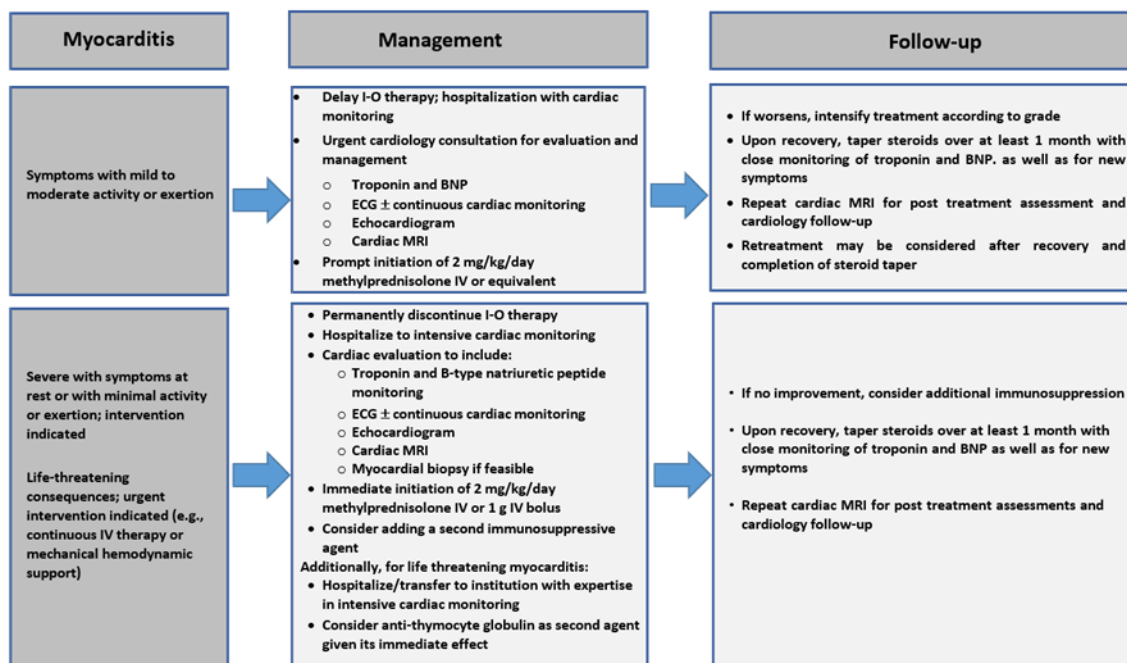 Myocarditis
Management
Follow-up
Symptoms with mild to
moderate activity or exertion
• Delay I-O therapy; hospitalization with cardiac
monitoring
• Urgent cardiology consultation for evaluation and
management
o Troponin and BNP
o ECG ± continuous cardiac monitoring
o Echocardiogram
o Cardiac MRI
• Prompt initiation of 2 mg/kg/day
methylprednisolone IV or equivalent
• If worsens, intensify treatment according to grade
• Upon recovery, taper steroids over at least 1 month with
close monitoring of troponin and BNP. as well as for new
symptoms
• Repeat cardiac MRI for post treatment assessment and
cardiology follow-up
• Retreatment may be considered after recovery and
completion of steroid taper
Severe with symptoms at
rest or with minimal activity
or exertion; intervention
indicated
Life-threatening
consequences; urgent
intervention indicated (e.g.,
continuous IV therapy or
mechanical hemodynamic
support)
• Permanently discontinue I-O therapy
• Hospitalize to intensive cardiac monitoring
• Cardiac evaluation to include:
o Troponin and B-type natriuretic peptide
monitoring
o ECG ± continuous cardiac monitoring
o Echocardiogram
o Cardiac MRI
o Myocardial biopsy if feasible
• Immediate initiation of 2 mg/kg/day
methylprednisolone IV or 1 g IV bolus
• Consider adding a second immunosuppressive
agent
Additionally, for life threatening myocarditis:
• Hospitalize/transfer to institution with expertise
in intensive cardiac monitoring
• Consider anti-thymocyte globulin as second agent
given its immediate effect
• If no improvement, consider additional immunosuppression
• Upon recovery, taper steroids over at least 1 month with
close monitoring of troponin and BNP as well as for new
symptoms
• Repeat cardiac MRI for post treatment assessments and
cardiology follow-up